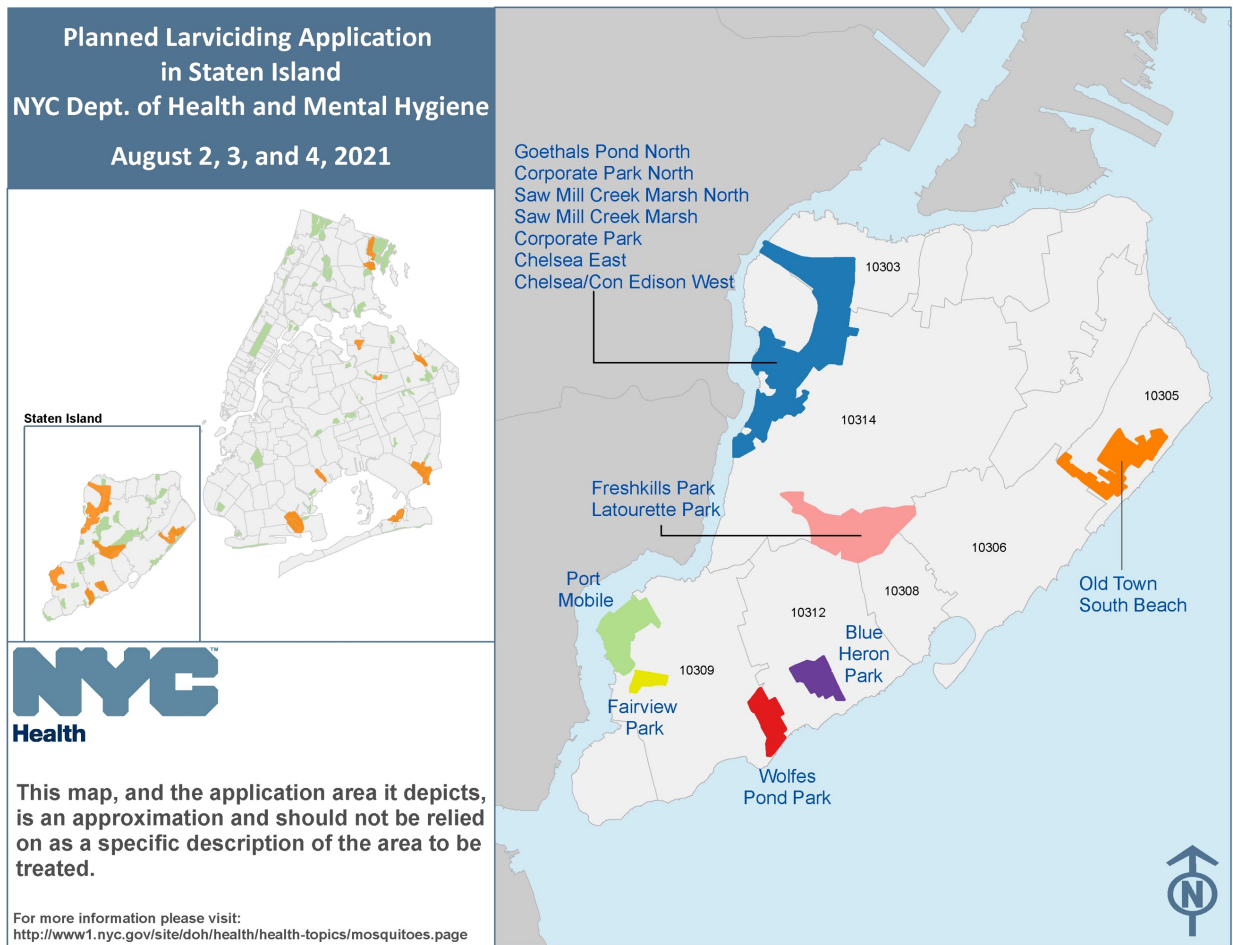 Planned Larviciding Application
in Staten Island
NYC Dept. of Health and Mental Hygiene
August 2, 3, and 4, 2021
Staten Island
NYC™
Health
This map, and the application area it depicts,
is an approximation and should not be relied
on as a specific description of the area to be
treated.
For more information please visit:
http://www1.nyc.gov/site/doh/health/health-topics/mosquitoes.page
Goethals Pond North
Corporate Park North
Saw Mill Creek Marsh North
Saw Mill Creek Marsh
Corporate Park
Chelsea East
Chelsea/Con Edison West
10303
10305
10314
Freshkills Park
Latourette Park
10306
Old Town
South Beach
Port
Mobile
10308
10312
Blue
Heron
Park
10309
Fairview
Park
Wolfes
Pond Park
N